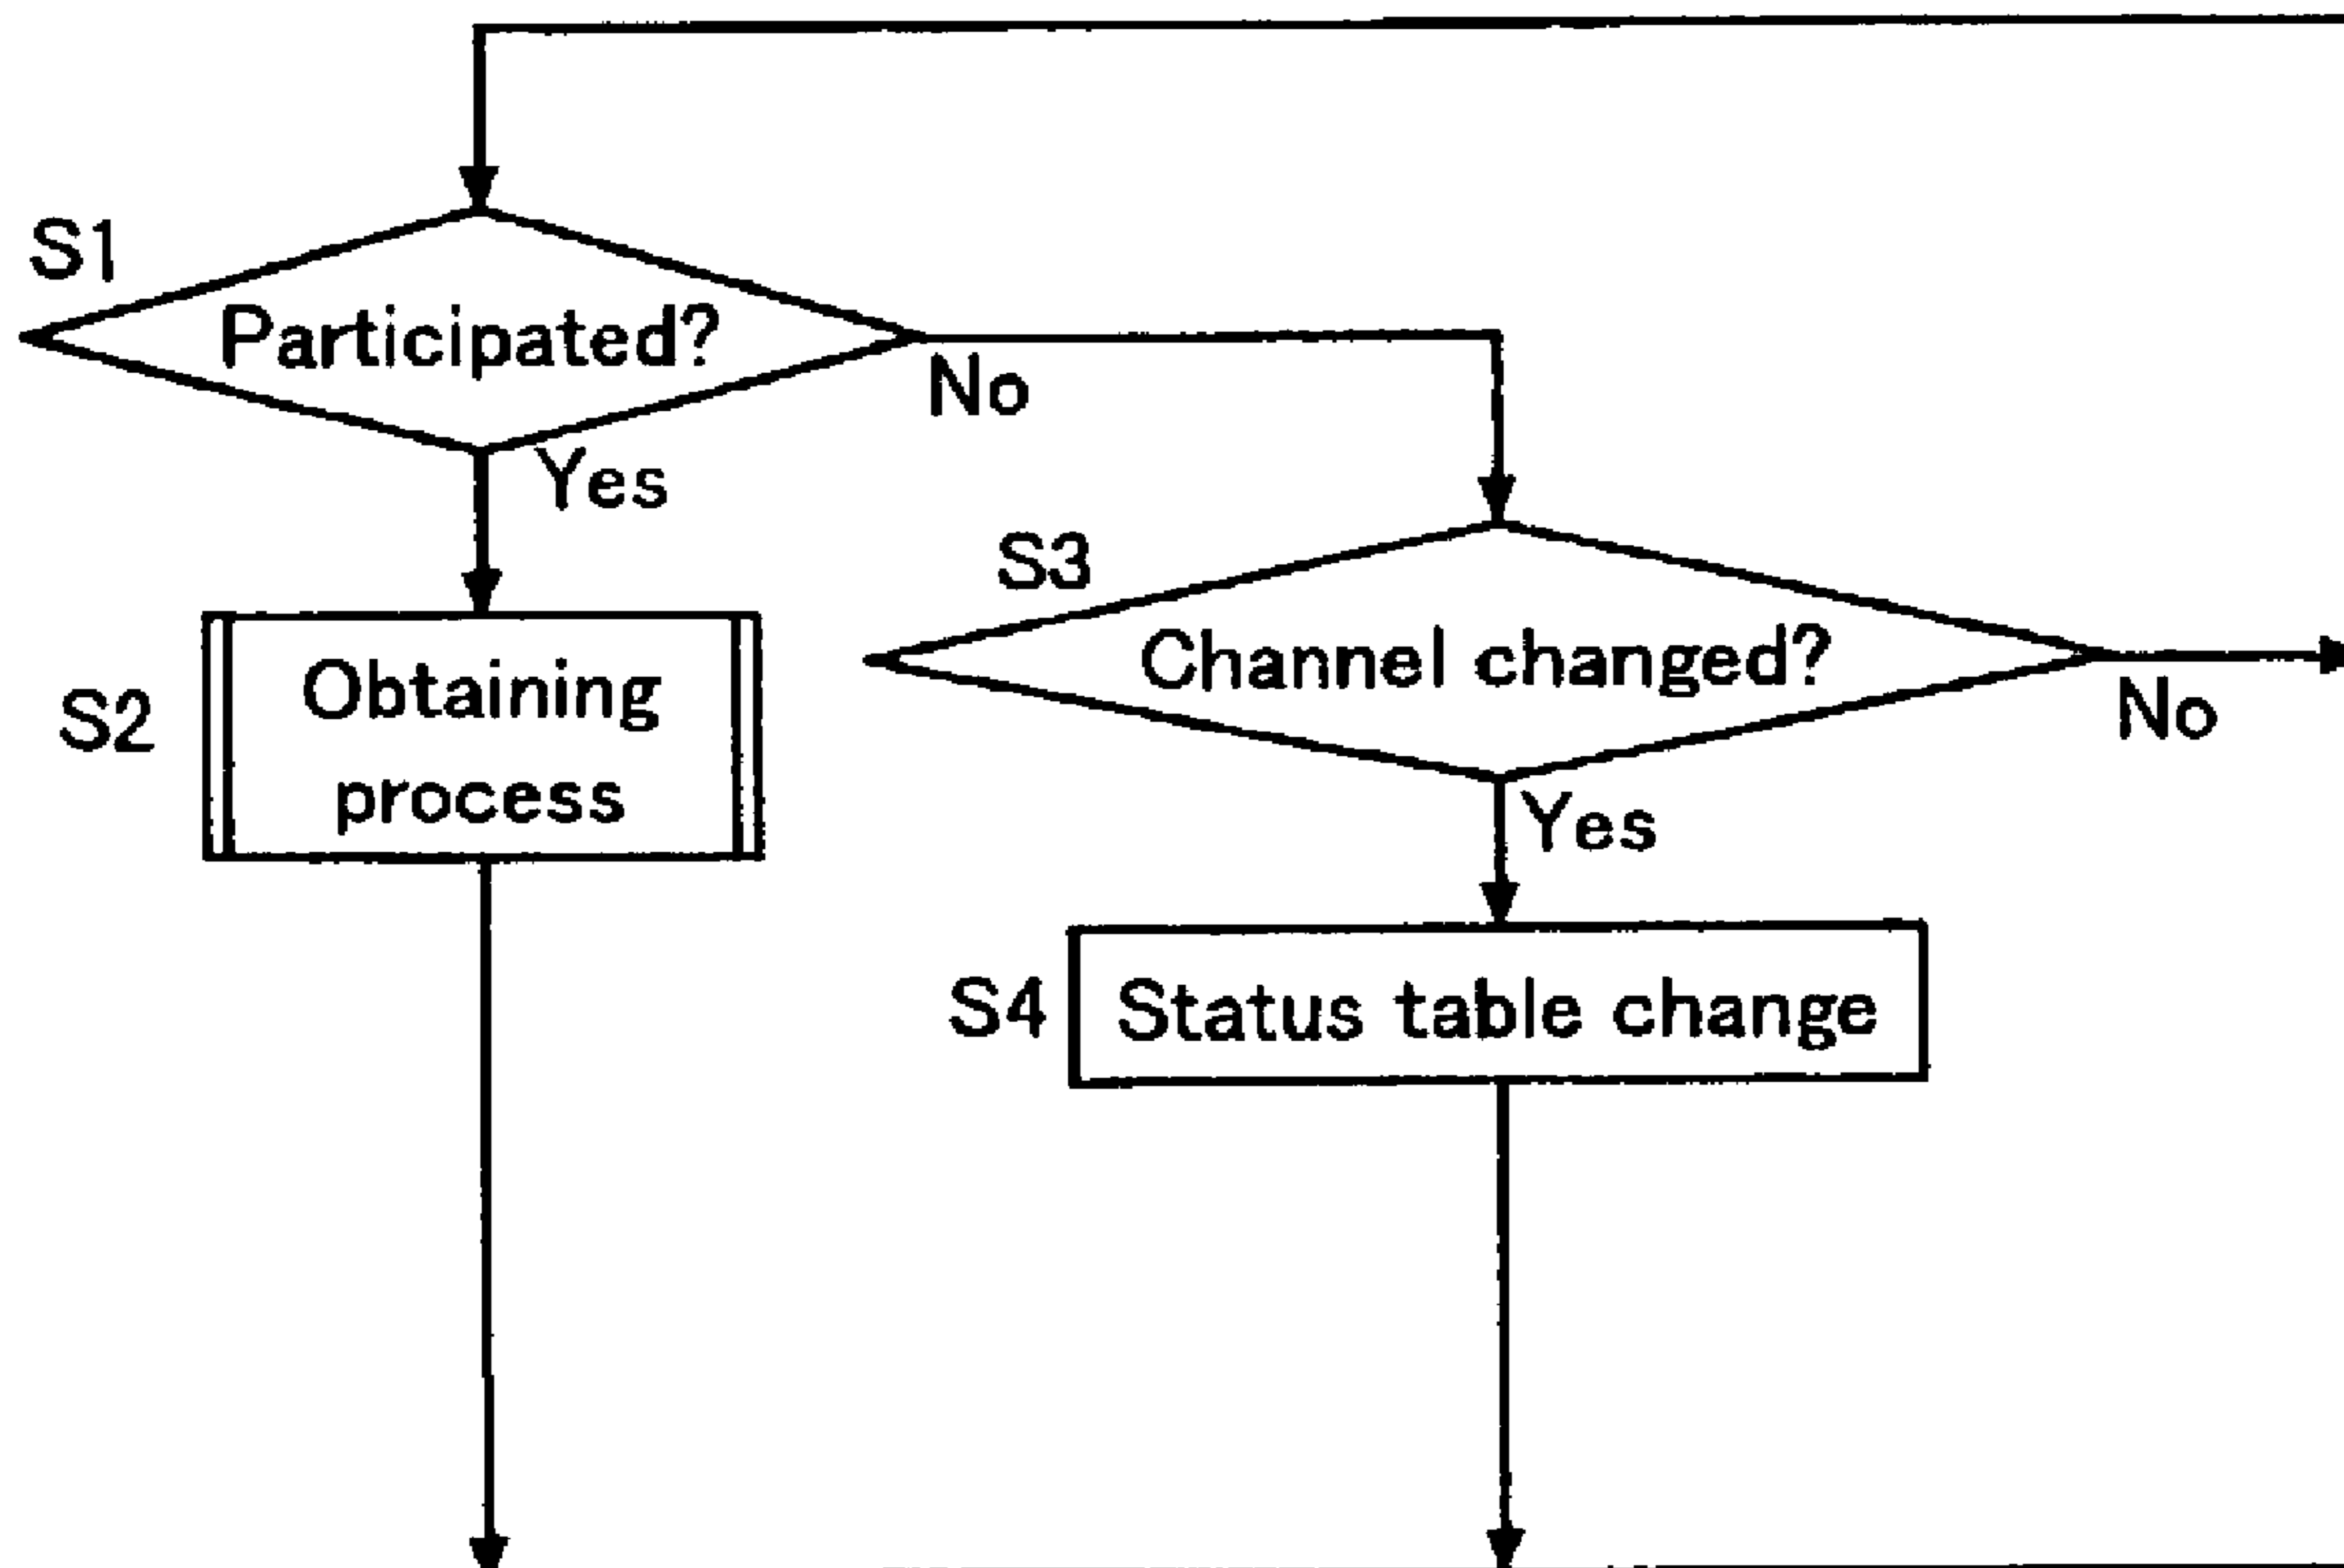 S1
Participated?
No
Yes
S3
Channel changed?
No
S2
Obtaining
process
Yes
S4
Status table change